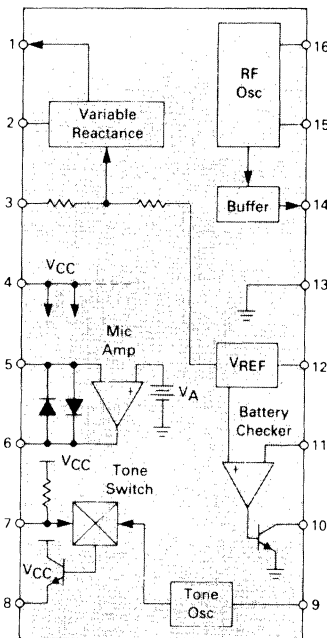 1
16
RF
Osc
Variable
Reactance
2
15
Buffer
14
3
VCC
4
13
Mic
Amp
5
VREF
12
VA
Battery
Checker
6
11
VCC
Tone
Switch
+
+
7
10
VCC
8
Tone
Osc
9